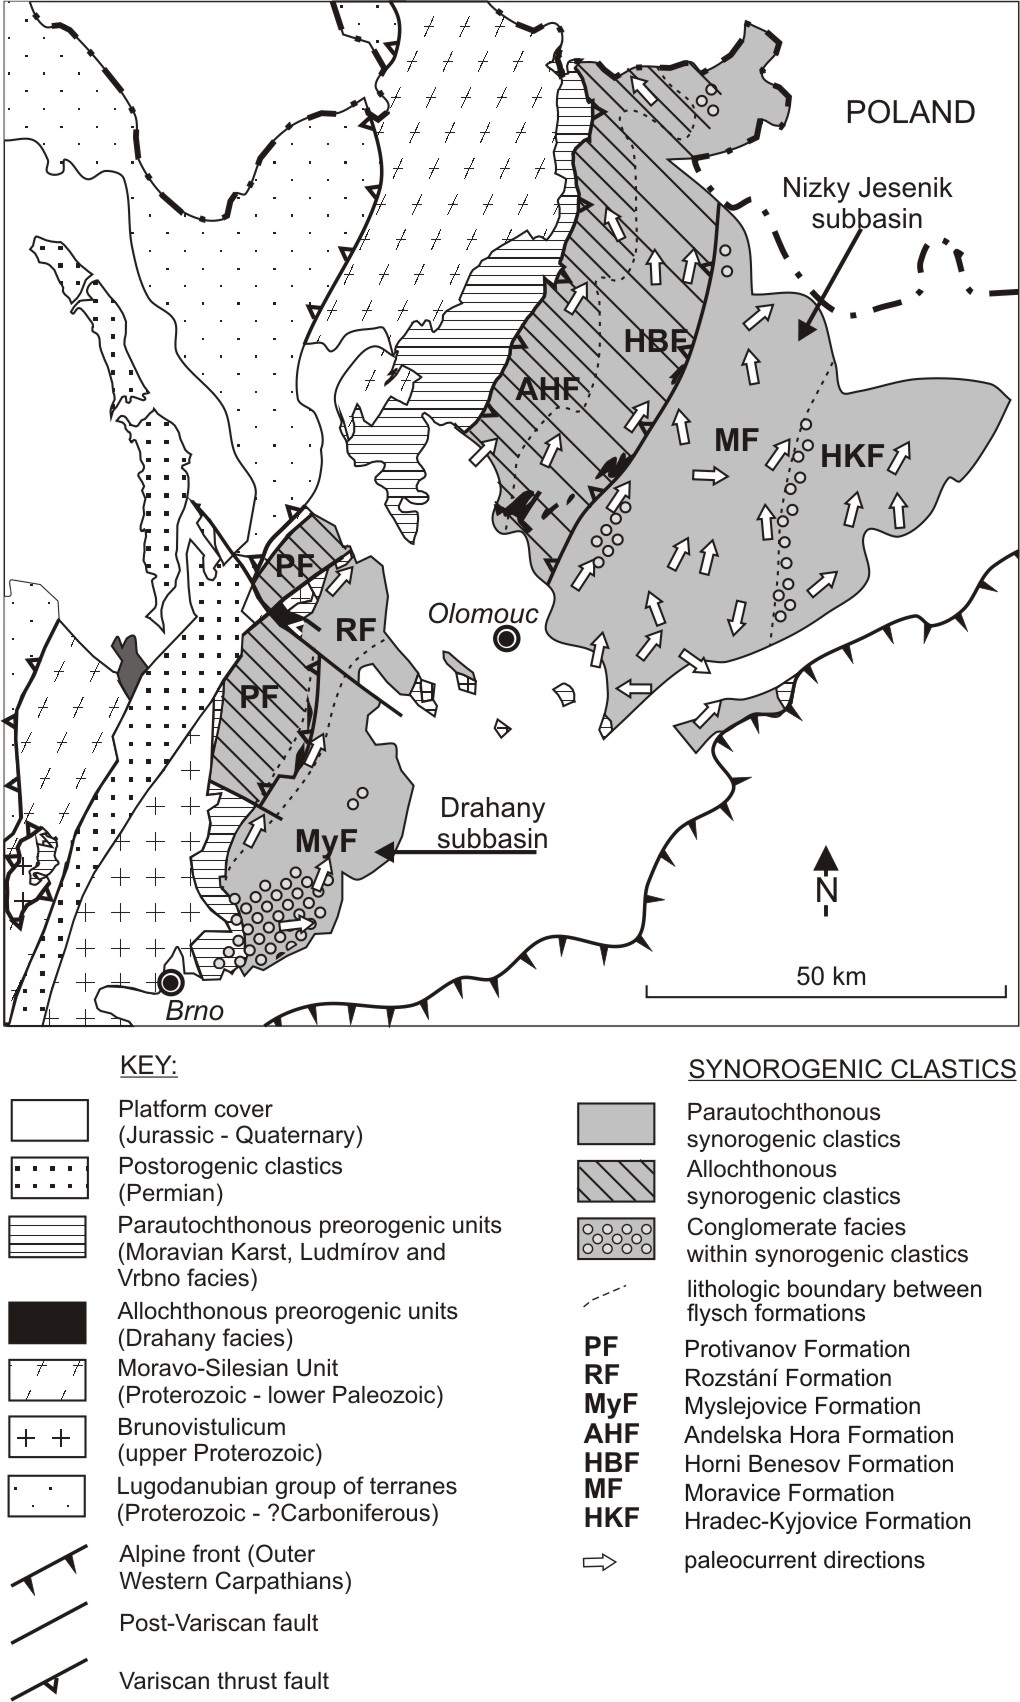 POLAND
Nizky Jesenik
subbasin
HBF
AHF
MF
HKF
PF
Olomouc
RF
PF
Drahany
subbasin
MyF
N
50 km
Brno
KEY:
Platform cover
(Jurassic - Quaternary)
Postorogenic clastics
(Permian)
Parautochthonous preorogenic units
(Moravian Karst, Ludmírov and
Vrbno facies)
Allochthonous preorogenic units
(Drahany facies)
Moravo-Silesian Unit
(Proterozoic - lower Paleozoic)
Brunovistulicum
(upper Proterozoic)
Lugodanubian group of terranes
(Proterozoic - ?Carboniferous)
Alpine front (Outer
Western Carpathians)
Post-Variscan fault
Variscan thrust fault
SYNOROGENIC CLASTICS
Parautochthonous
synorogenic clastics
Allochthonous
synorogenic clastics
Conglomerate facies
within synorogenic clastics
lithologic boundary between
flysch formations
PF Protivanov Formation
RF Rozstání Formation
MyF Myslejovice Formation
AHF Andelska Hora Formation
HBF Horni Benesov Formation
MF Moravice Formation
HKF Hradec-Kyjovice Formation
paleocurrent directions